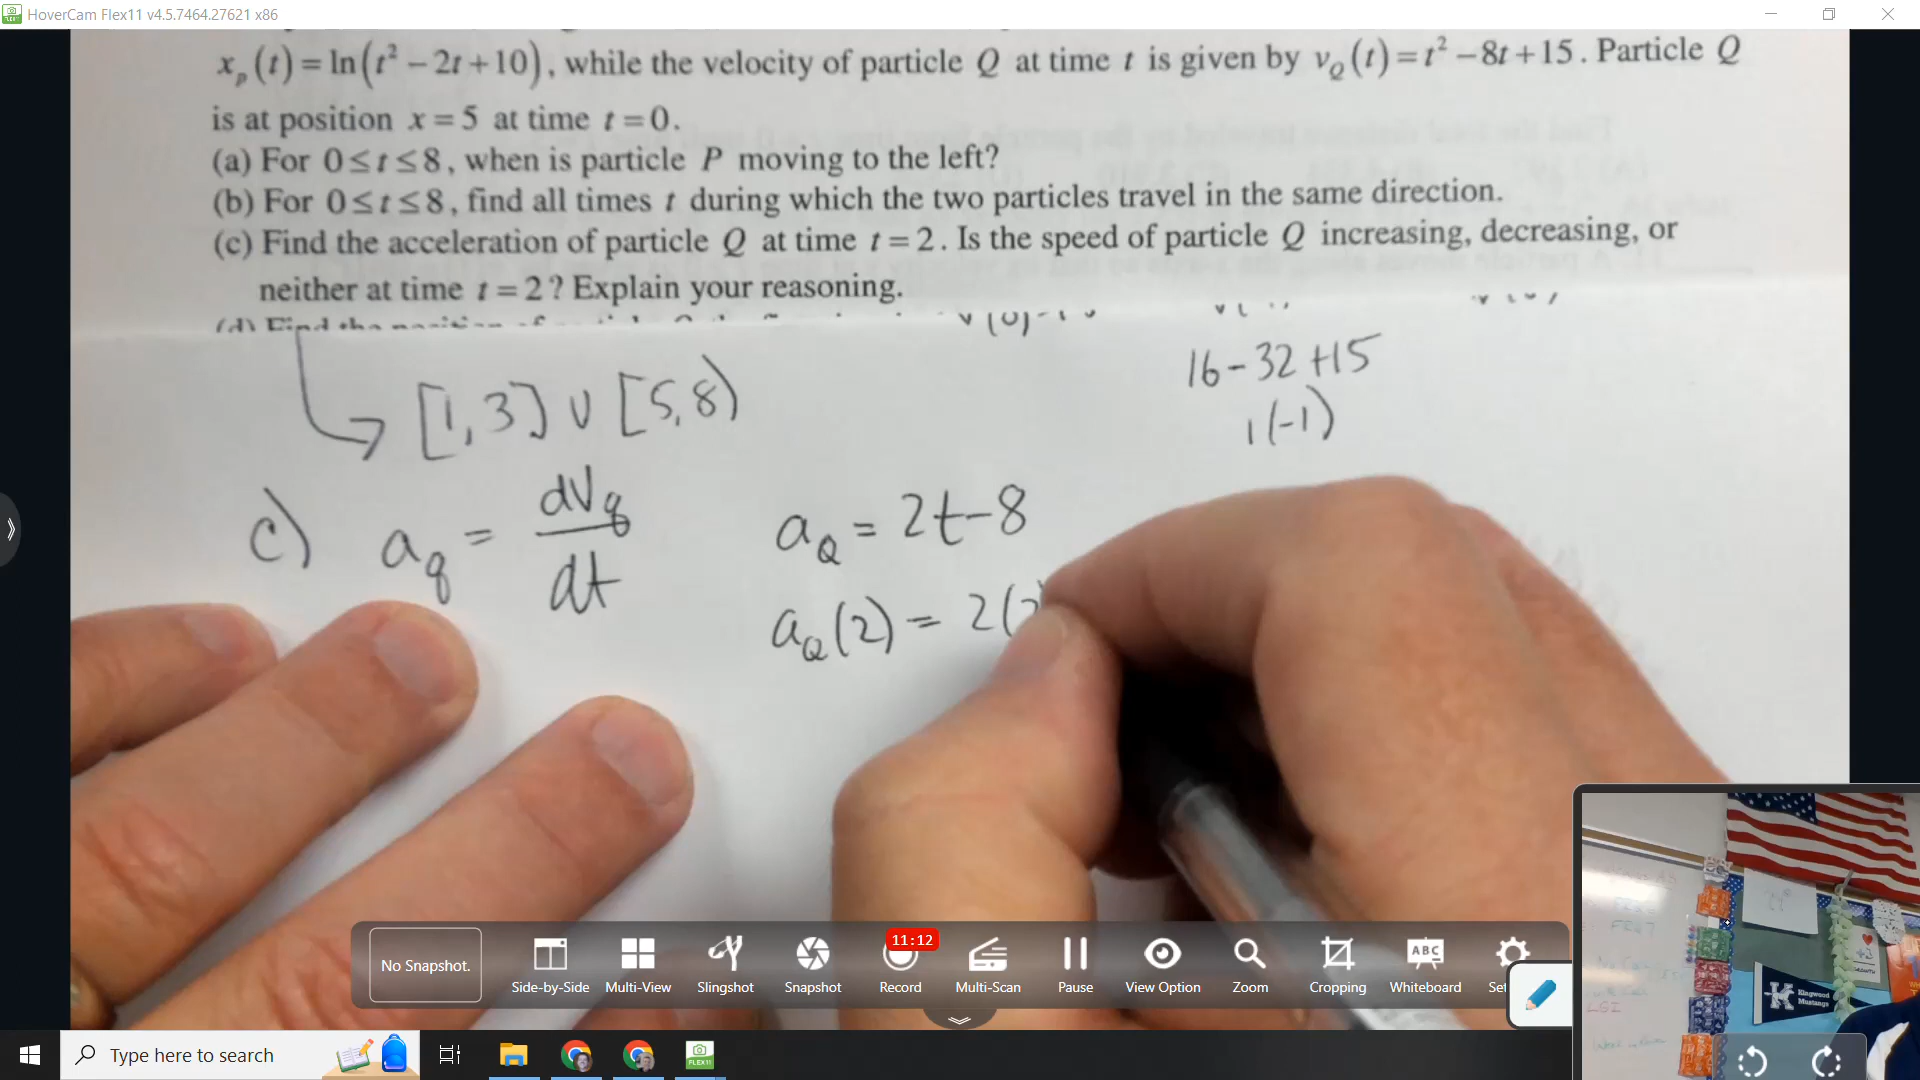 HoverCam Flex11 v4.5.7464.27621 x86
x_p(t)=ln(t²-2t+10), while the velocity of particle Q at time t is given by v_Q(t)=t²-8t+15. Particle Q
is at position x=5 at time t=0.
(a) For 0≤t≤8, when is particle P moving to the left?
(b) For 0≤t≤8, find all times t during which the two particles travel in the same direction.
(c) Find the acceleration of particle Q at time t=2. Is the speed of particle Q increasing, decreasing, or
neither at time t=2? Explain your reasoning.
16-32+15
[1,3]∪[5,8)
1(-1)
c) a_q = dV_q/dt
a_Q = 2t-8
a_Q(2) = 2(2
No Snapshot.
Side-by-Side
Multi-View
Slingshot
Snapshot
11:12
Record
Multi-Scan
Pause
View Option
Zoom
Cropping
ABC
Whiteboard
Set
K Kingwood
Mustangs
Type here to search
FLEX11